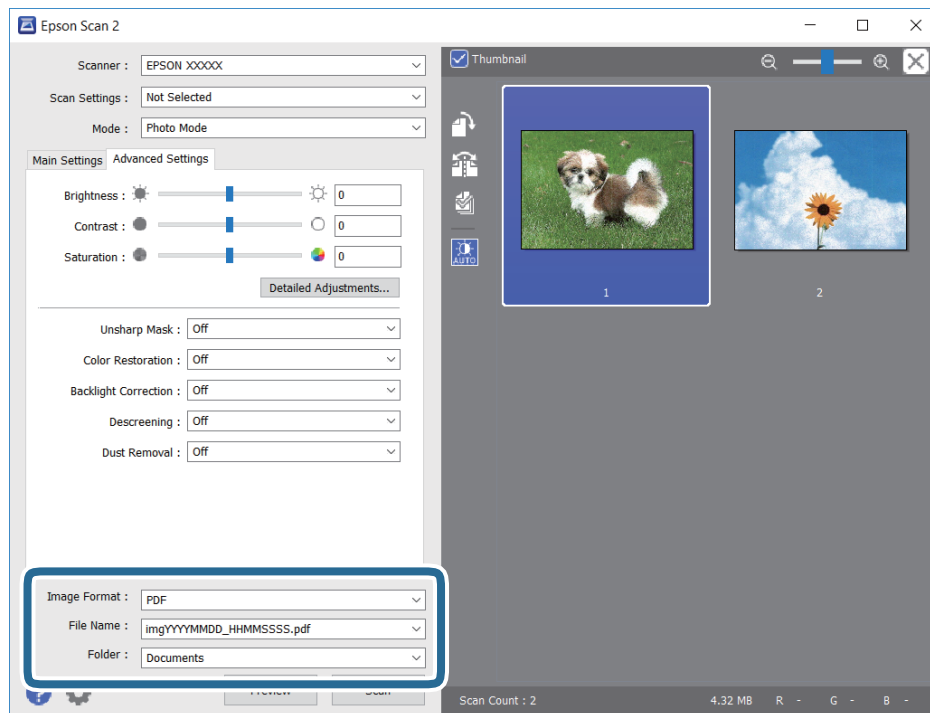 Epson Scan 2
Scanner : EPSON XXXXX
Scan Settings : Not Selected
Mode : Photo Mode
Main Settings Advanced Settings
Brightness : 0
Contrast : 0
Saturation : 0
Detailed Adjustments...
Unsharp Mask : Off
Color Restoration : Off
Backlight Correction : Off
Descreening : Off
Dust Removal : Off
Image Format : PDF
File Name : imgYYYYMMDD_HHMMSSSS.pdf
Folder : Documents
? Preview Scan
Thumbnail
AUTO
1 2
Scan Count : 2 4.32 MB R - G - B -